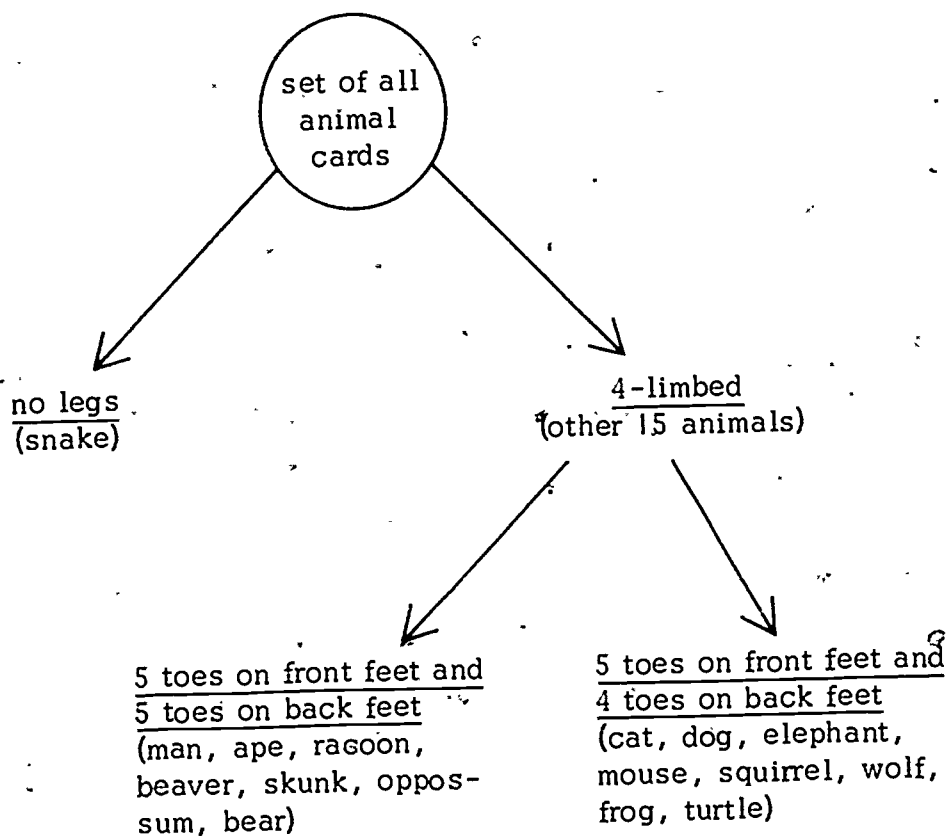 set of all
animal
cards
no legs
(snake)
4-limbed
(other 15 animals)
5 toes on front feet and
5 toes on back feet
(man, ape, racoon,
beaver, skunk, oppos-
sum, bear)
5 toes on front feet and
4 toes on back feet
(cat, dog, elephant,
mouse, squirrel, wolf,
frog, turtle)